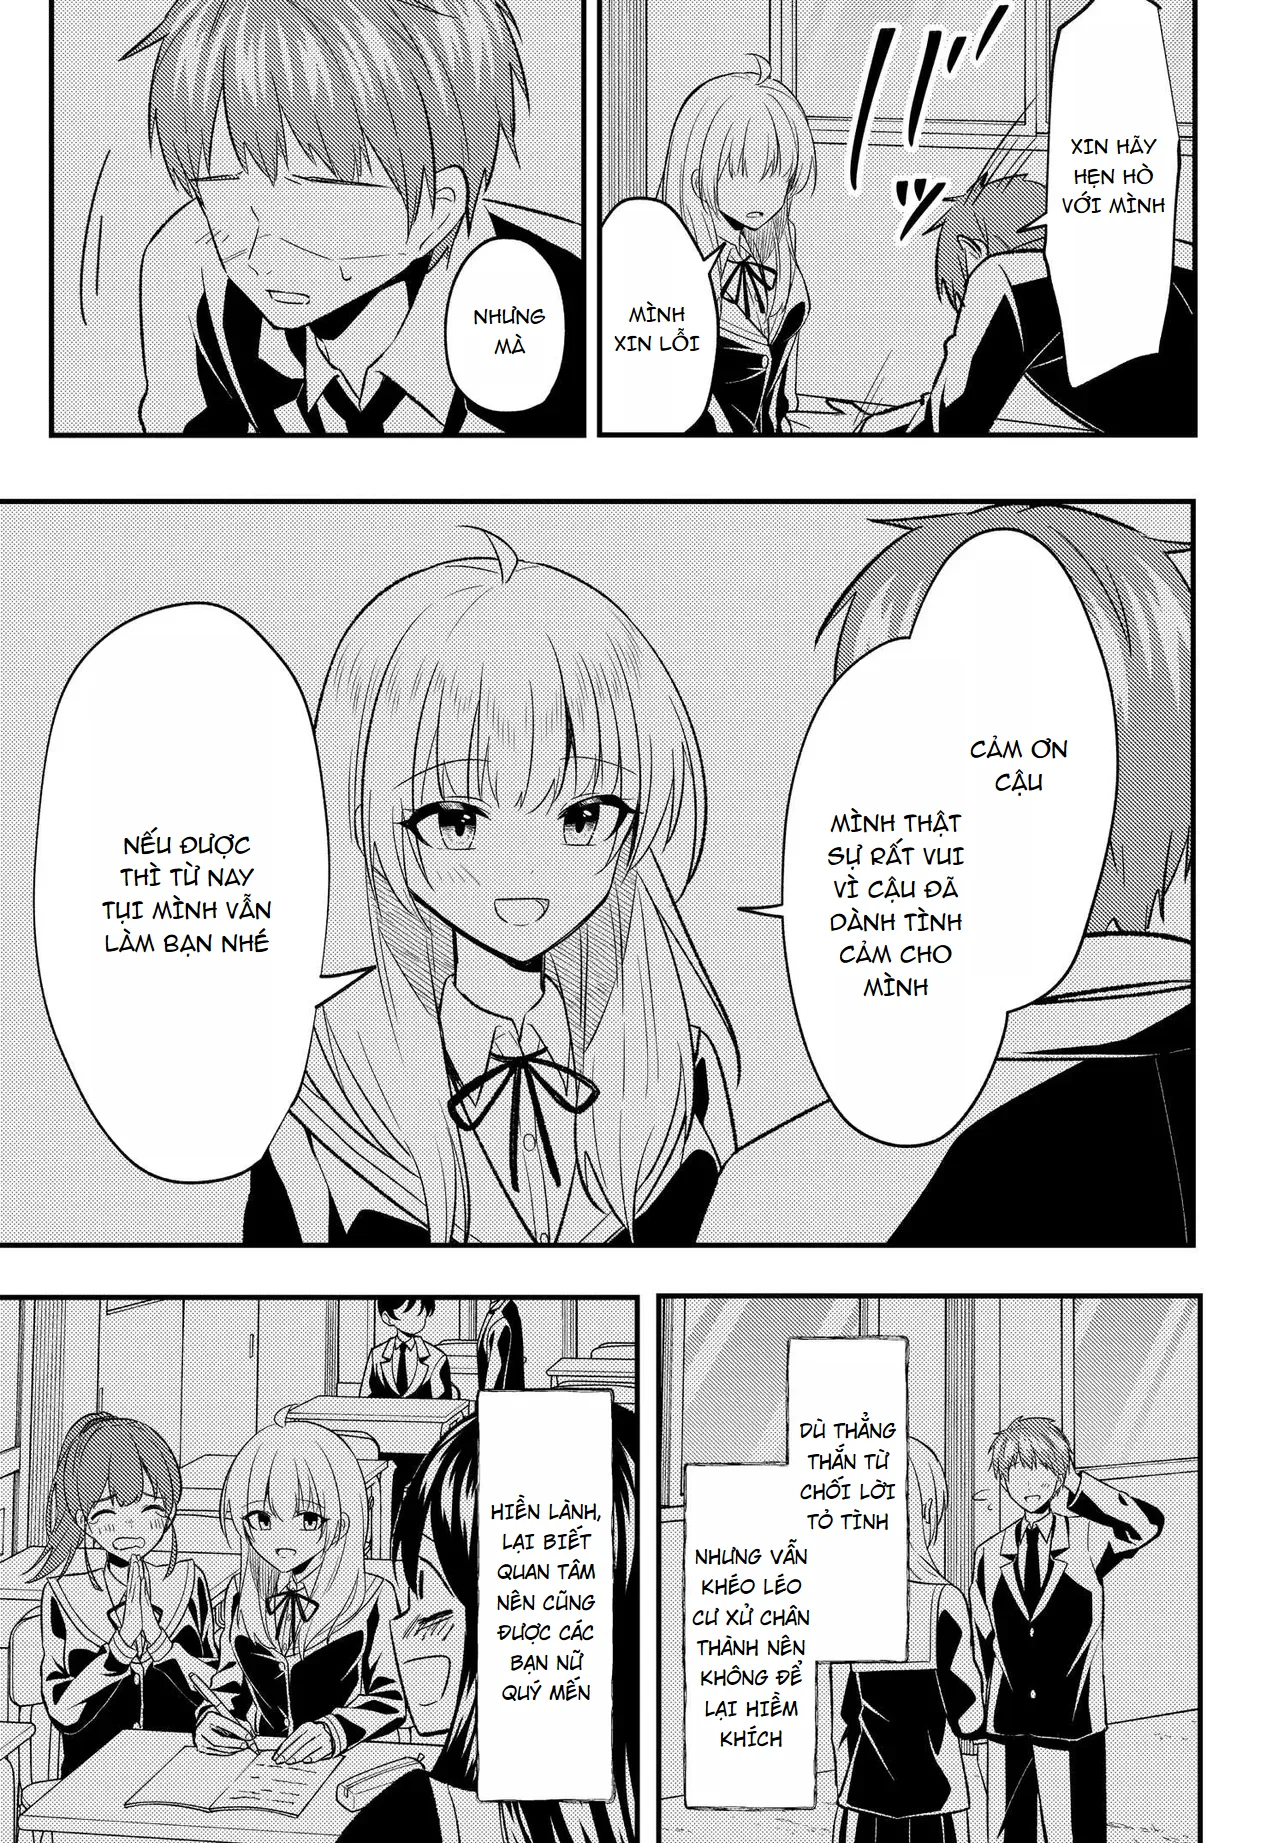 XIN HÃY
HẸN HÒ
VỚI MÌNH
MÌNH
XIN LỖI
NHƯNG
MÀ
CẢM ƠN
CẬU
MÌNH THẬT
SỰ RẤT VUI
VÌ CẬU ĐÃ
DÀNH TÌNH
CẢM CHO
MÌNH
NẾU ĐƯỢC
THÌ TỪ NAY
TỤI MÌNH VẪN
LÀM BẠN NHÉ
DÙ THẲNG
THẮN TỪ
CHỐI LỜI
TỎ TÌNH
NHƯNG VẪN
KHÉO LÉO
CƯ XỬ CHÂN
THÀNH NÊN
KHÔNG ĐỂ
LẠI HIỀM
KHÍCH
HIỀN LÀNH,
LẠI BIẾT
QUAN TÂM
NÊN CŨNG
ĐƯỢC CÁC
BẠN NỮ
QUÝ MẾN